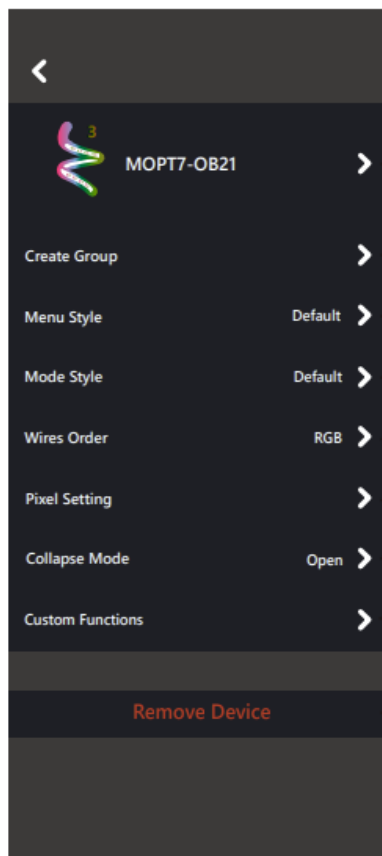 3
MOPT7-OB21
Create Group
Menu Style Default
Mode Style Default
Wires Order RGB
Pixel Setting
Collapse Mode Open
Custom Functions
Remove Device